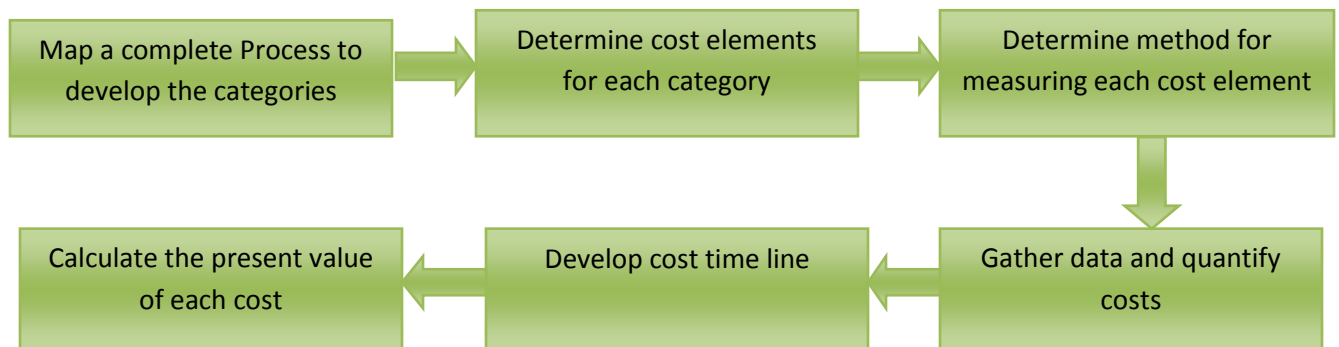 Map a complete Process to
develop the categories
Determine cost elements
for each category
Determine method for
measuring each cost element
Gather data and quantify
costs
Develop cost time line
Calculate the present value
of each cost